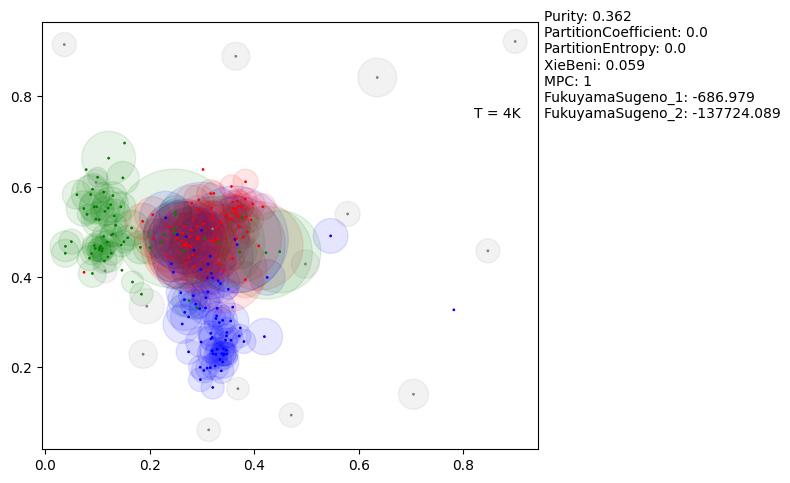 Purity: 0.362
PartitionCoefficient: 0.0
PartitionEntropy: 0.0
XieBeni: 0.059
MPC: 1
FukuyamaSugeno_1: -686.979
FukuyamaSugeno_2: -137724.089
T = 4K
0.8
0.6
0.4
0.2
0.0 0.2 0.4 0.6 0.8